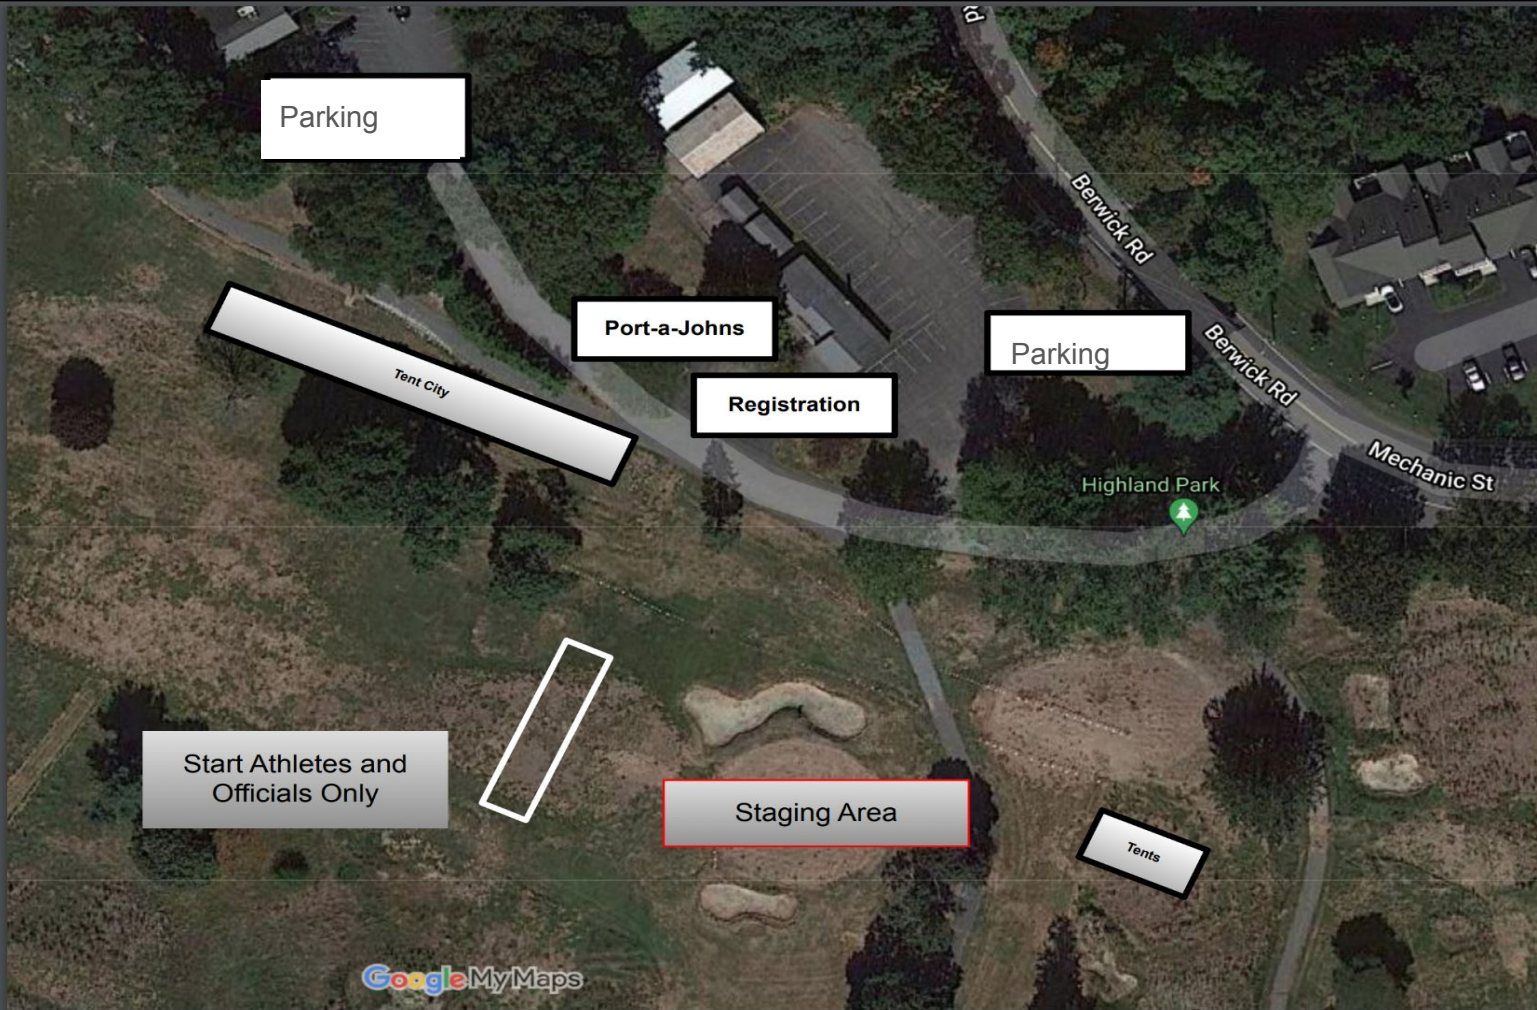 Rd
Parking
Berwick Rd
Port-a-Johns
Parking
Berwick Rd
Tent City
Registration
Mechanic St
Highland Park
Start Athletes and
Officials Only
Staging Area
Tents
Google My Maps